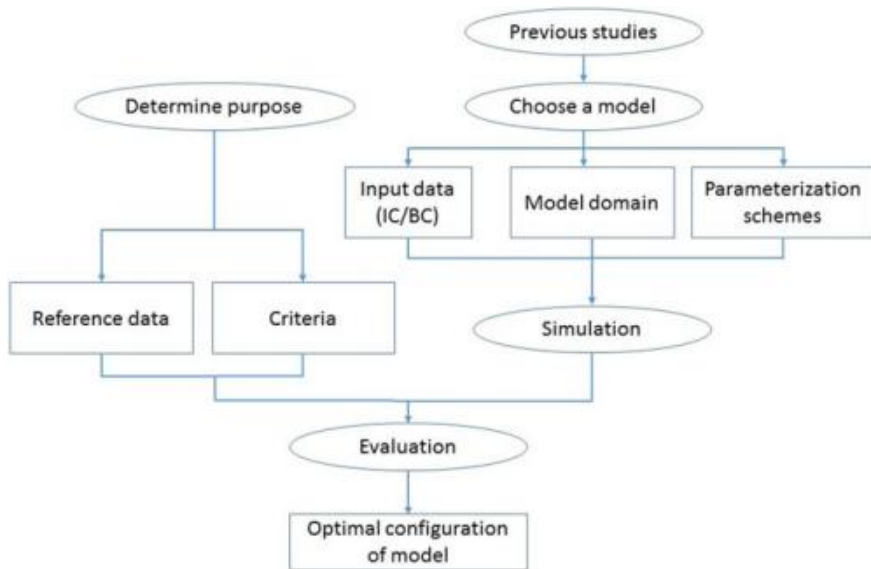 Previous studies
Determine purpose
Choose a model
Input data
(IC/BC)
Model domain
Parameterization
schemes
Reference data
Criteria
Simulation
Evaluation
Optimal configuration
of model